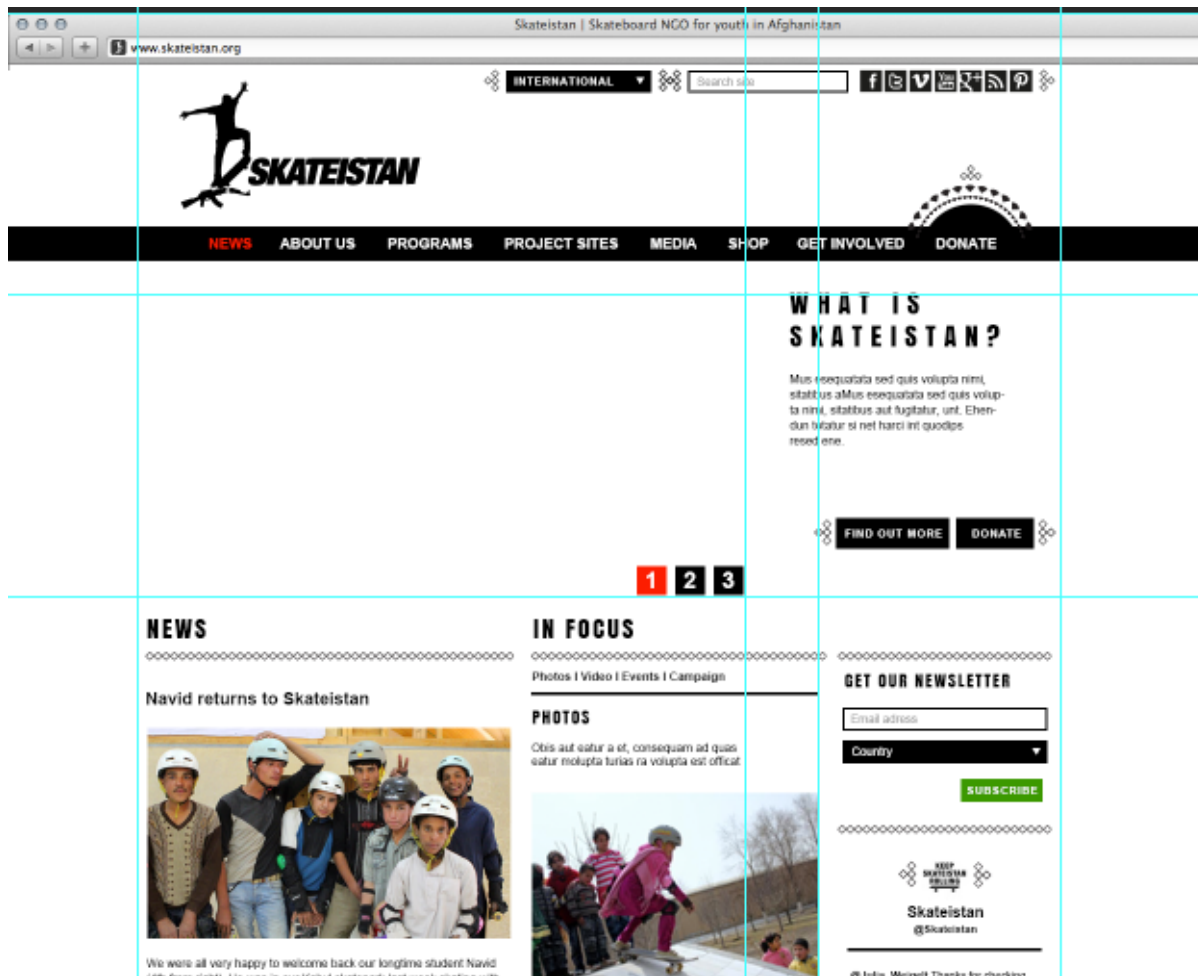 Skateistan | Skateboard NGO for youth in Afghanistan
www.skateistan.org
INTERNATIONAL
Search site
SKATEISTAN
NEWS ABOUT US PROGRAMS PROJECT SITES MEDIA SHOP GET INVOLVED DONATE
WHAT IS
SKATEISTAN?
Mus esequatata sed quis volupta nimi,
sitatibus aMus esequatata sed quis volup-
ta nimi, sitatibus aut fugitatur, unt. Ehen-
dun totatur si net harci int quodips
resed ene.
FIND OUT MORE DONATE
1 2 3
NEWS
Navid returns to Skateistan
We were all very happy to welcome back our longtime student Navid
IN FOCUS
Photos I Video I Events I Campaign
PHOTOS
Obis aut eatur a et, consequam ad quas
eatur molupta turias ra volupta est officat
GET OUR NEWSLETTER
Email adress
Country
SUBSCRIBE
KEEP
SKATEISTAN
ROLLING
Skateistan
@Skateistan
Thanks for checking